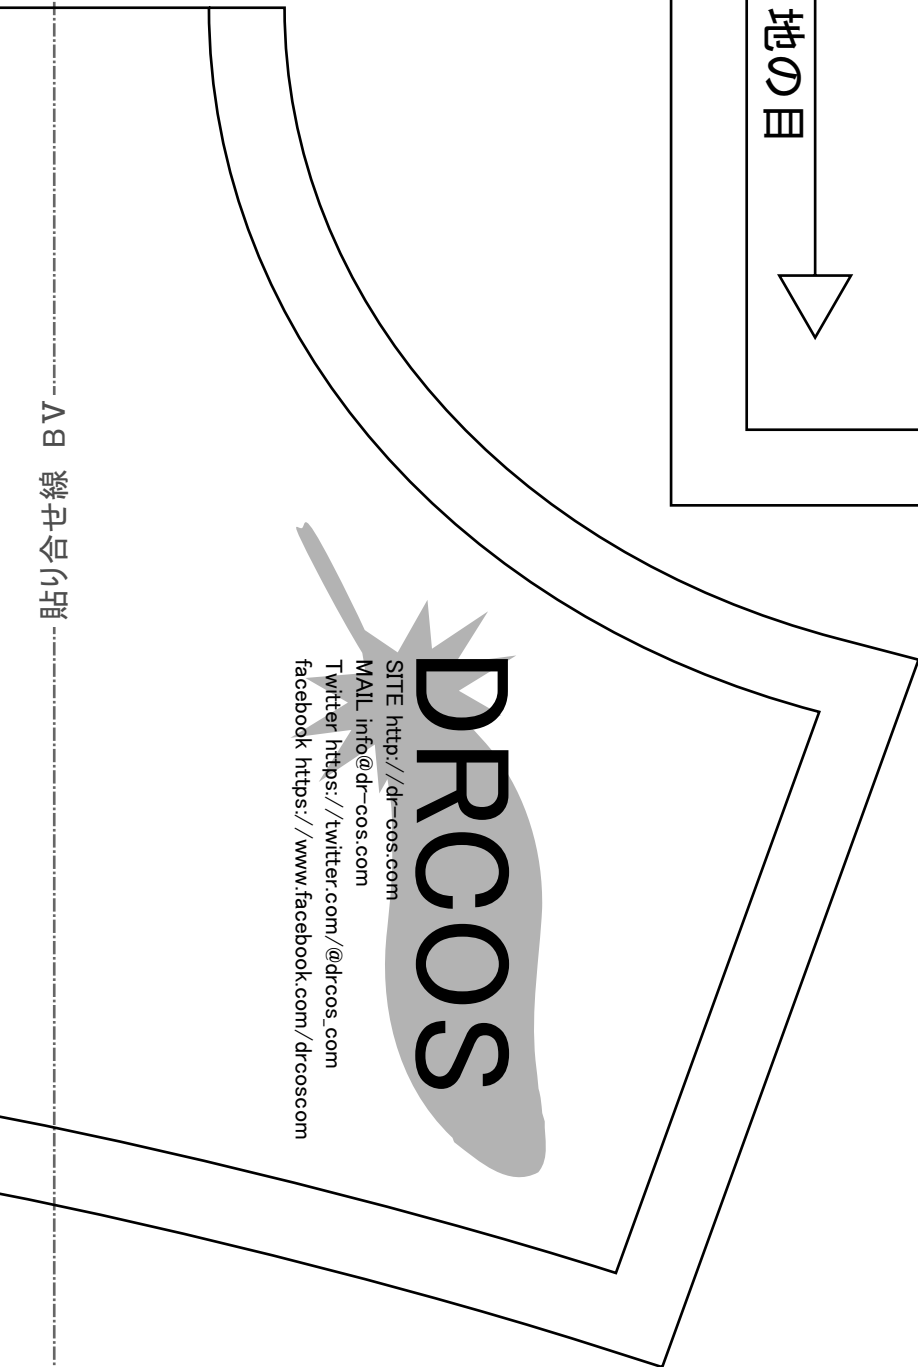 地の目
貼り合せ線 BV
DRCOS
SITE http://dr-cos.com
MAIL info@dr-cos.com
Twitter https://twitter.com/@drcos_com
facebook https://www.facebook.com/drcoscom